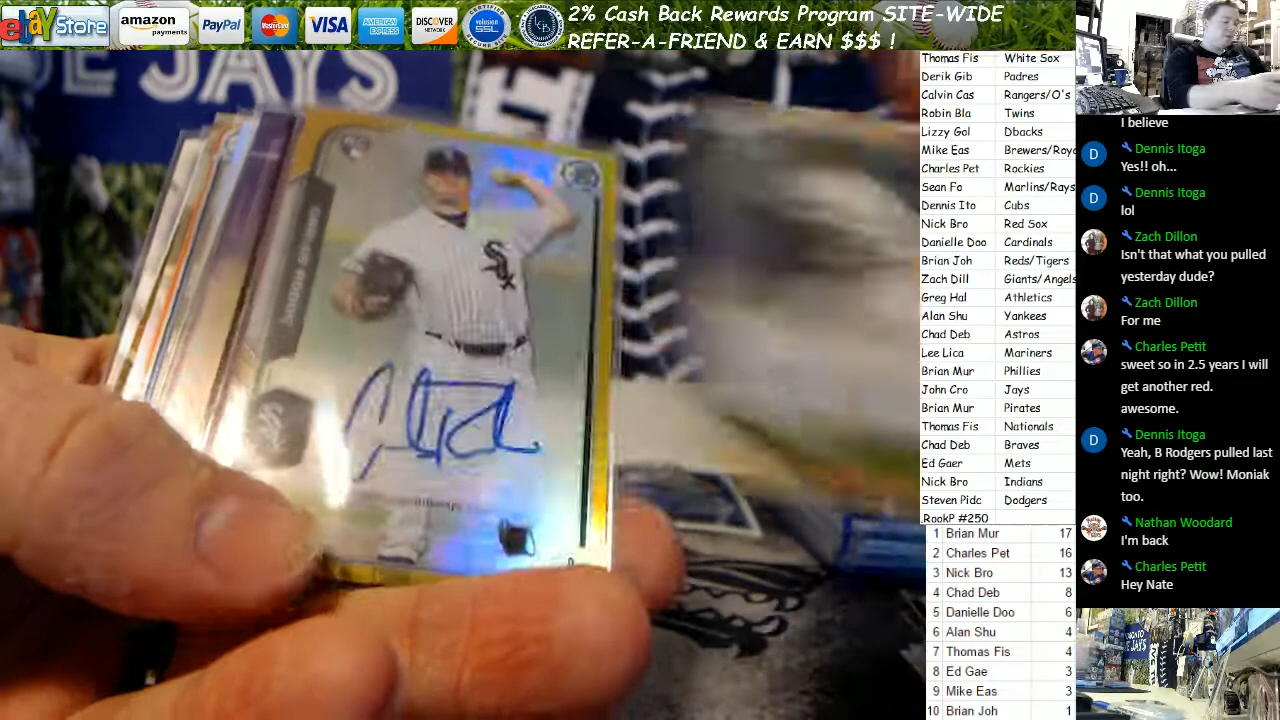 ebay Store
amazon payments
PayPal
MasterCard
VISA
AMERICAN EXPRESS
DISCOVER NETWORK
volusion SSL
2% Cash Back Rewards Program SITE-WIDE
REFER-A-FRIEND & EARN $$$ !
JAYS
Thomas Fis White Sox
Derik Gib Padres
Calvin Cas Rangers/O's
Robin Bla Twins
Lizzy Gol Dbacks
Mike Eas Brewers/Roya
Charles Pet Rockies
Sean Fo Marlins/Rays
Dennis Ito Cubs
Nick Bro Red Sox
Danielle Doo Cardinals
Brian Joh Reds/Tigers
Zach Dill Giants/Angels
Greg Hal Athletics
Alan Shu Yankees
Chad Deb Astros
Lee Lica Mariners
Brian Mur Phillies
John Cro Jays
Brian Mur Pirates
Thomas Fis Nationals
Chad Deb Braves
Ed Gaer Mets
Nick Bro Indians
Steven Pidc Dodgers
.RookP #250
1 Brian Mur 17
2 Charles Pet 16
3 Nick Bro 13
4 Chad Deb 8
5 Danielle Doo 6
6 Alan Shu 4
7 Thomas Fis 4
8 Ed Gae 3
9 Mike Eas 3
10 Brian Joh 1
I believe
D Dennis Itoga
Yes!! oh...
D Dennis Itoga
lol
Zach Dillon
Isn't that what you pulled
yesterday dude?
Zach Dillon
For me
Charles Petit
sweet so in 2.5 years I will
get another red.
awesome.
D Dennis Itoga
Yeah, B Rodgers pulled last
night right? Wow! Moniak
too.
Nathan Woodard
I'm back
Charles Petit
Hey Nate